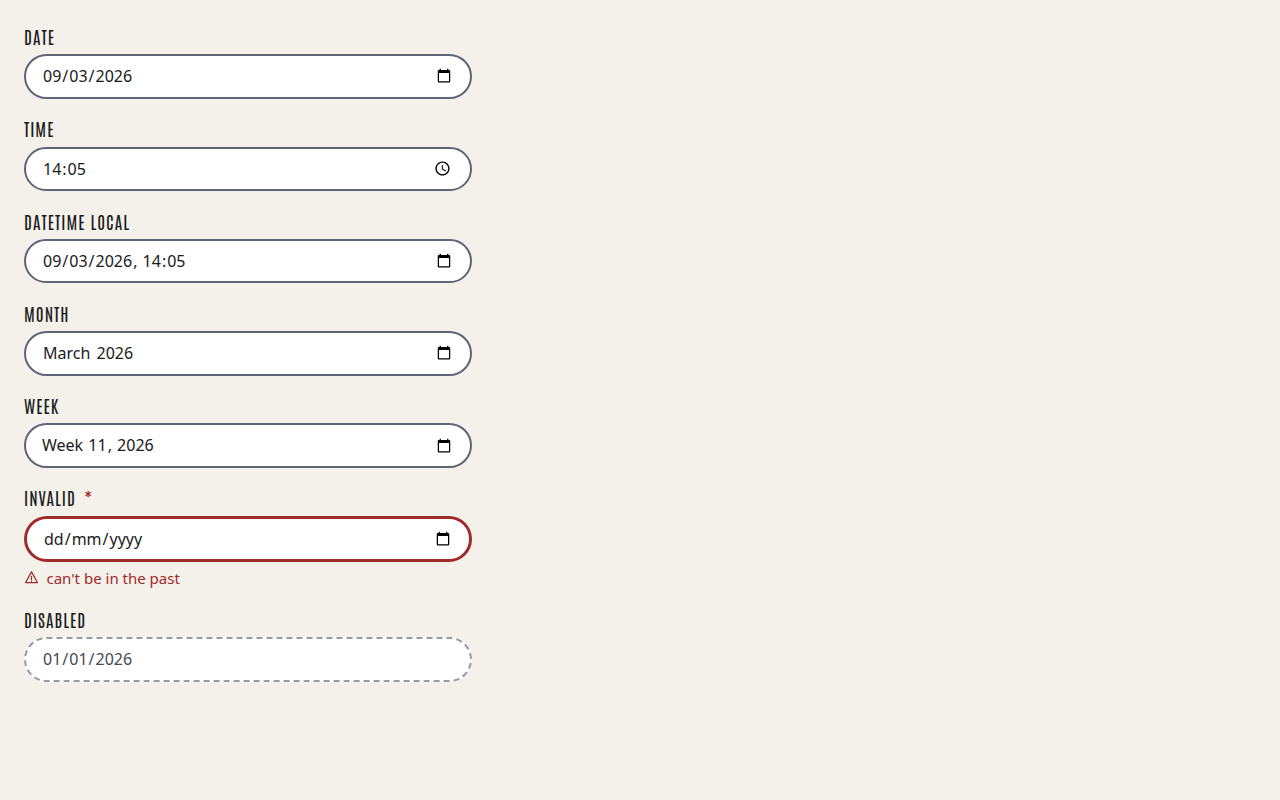 DATE
09/03/2026
TIME
14:05
DATETIME LOCAL
09/03/2026, 14:05
MONTH
March 2026
WEEK
Week 11, 2026
INVALID *
dd/mm/yyyy
can't be in the past
DISABLED
01/01/2026